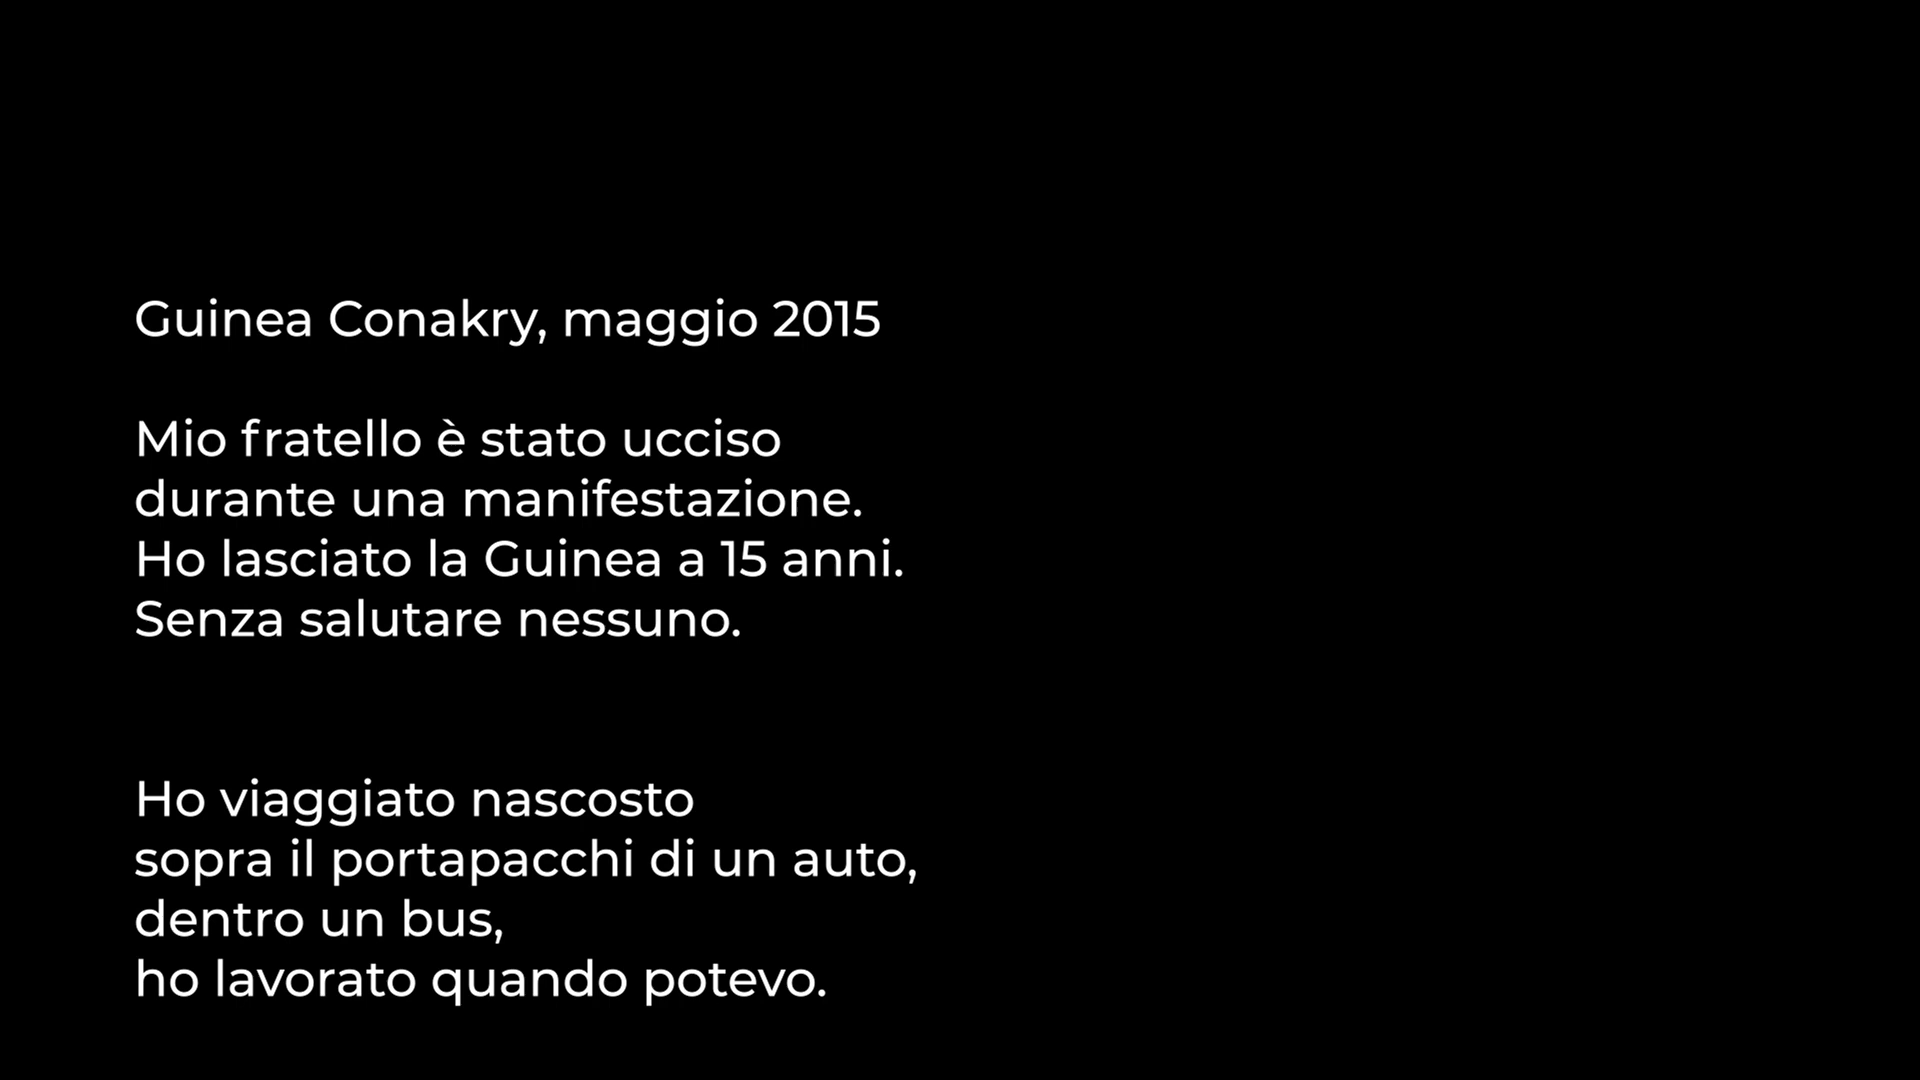 Guinea Conakry, maggio 2015
Mio fratello è stato ucciso
durante una manifestazione.
Ho lasciato la Guinea a 15 anni.
Senza salutare nessuno.
Ho viaggiato nascosto
sopra il portapacchi di un auto,
dentro un bus,
ho lavorato quando potevo.